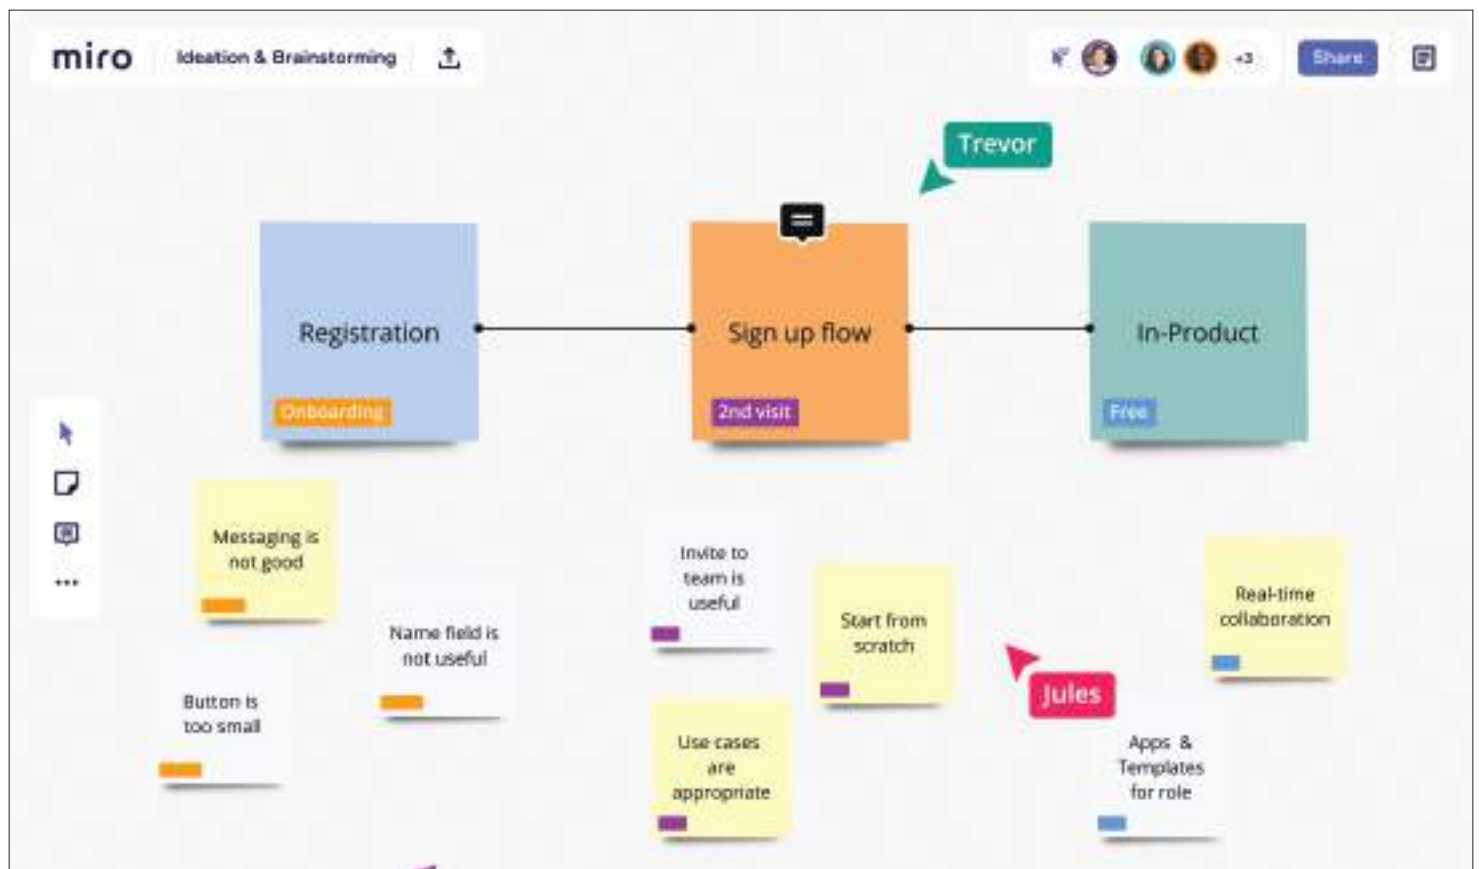 miro
Ideation & Brainstorming
+3
Share
Trevor
Registration
Onboarding
Sign up flow
2nd visit
In-Product
Free
Messaging is
not good
Name field is
not useful
Button is
too small
Invite to
team is
useful
Start from
scratch
Use cases
are
appropriate
Jules
Real-time
collaboration
Apps & 
Templates
for role